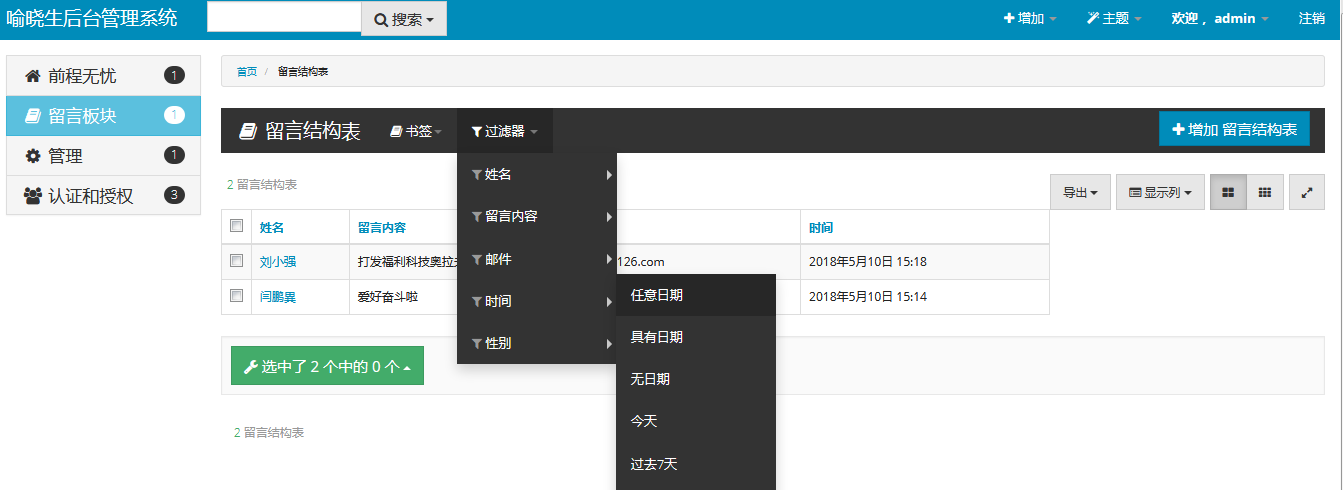 喻晓生后台管理系统 搜索 增加 主题 欢迎，admin 注销
前程无忧 1
留言板块 1
管理 1
认证和授权 3
首页 / 留言结构表
留言结构表 书签 过滤器 增加 留言结构表
姓名
留言内容
邮件
时间
性别
任意日期
具有日期
无日期
今天
过去7天
2 留言结构表 导出 显示列
姓名 留言内容 时间
刘小强 打发福利科技奥拉 126.com 2018年5月10日 15:18
闫鹏異 爱好奋斗啦 2018年5月10日 15:14
选中了 2 个中的 0 个
2 留言结构表